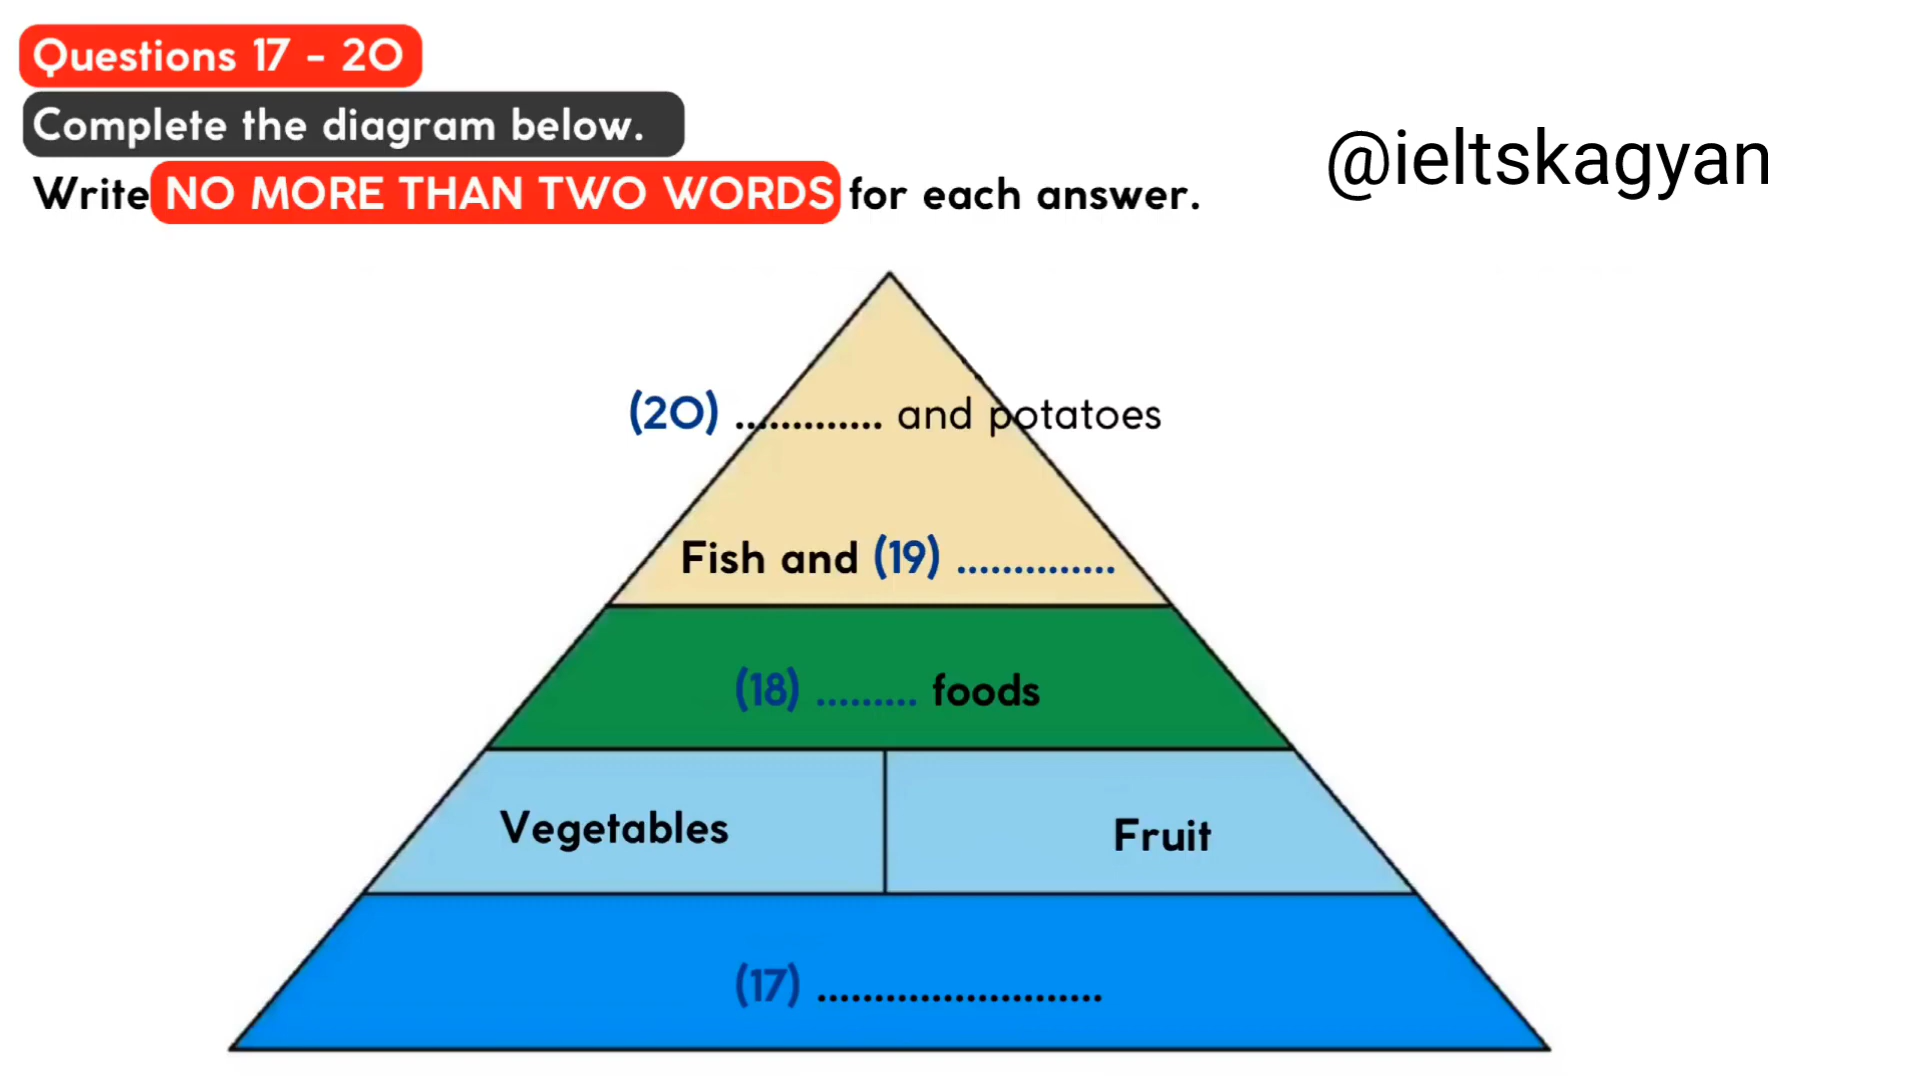 Questions 17 - 20
Complete the diagram below.
Write NO MORE THAN TWO WORDS for each answer.
@ieltskagyan
(20) ............. and potatoes
Fish and (19) ..............
(18) ......... foods
Vegetables
Fruit
(17) .........................